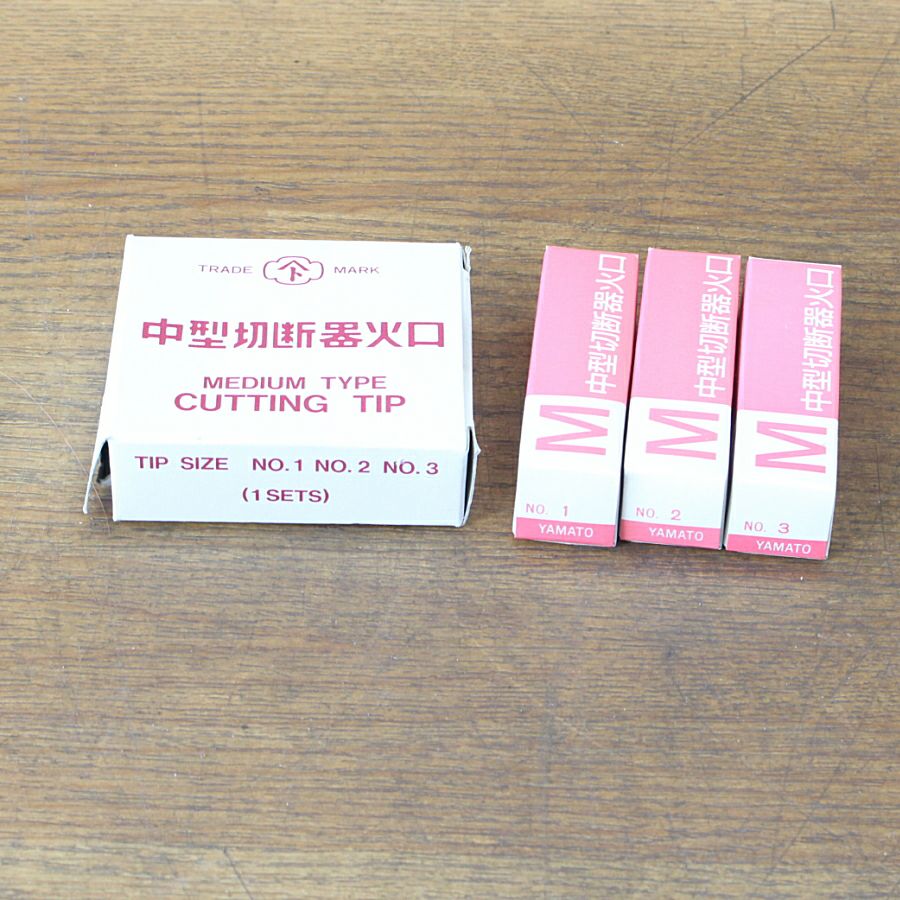 TRADE MARK
中型切断器火口
MEDIUM TYPE
CUTTING TIP
TIP SIZE NO.1 NO.2 NO.3
(1 SETS)
中型切断器火口
M
NO. 1
YAMATO
中型切断器火口
M
NO. 2
YAMATO
中型切断器火口
M
NO. 3
YAMATO